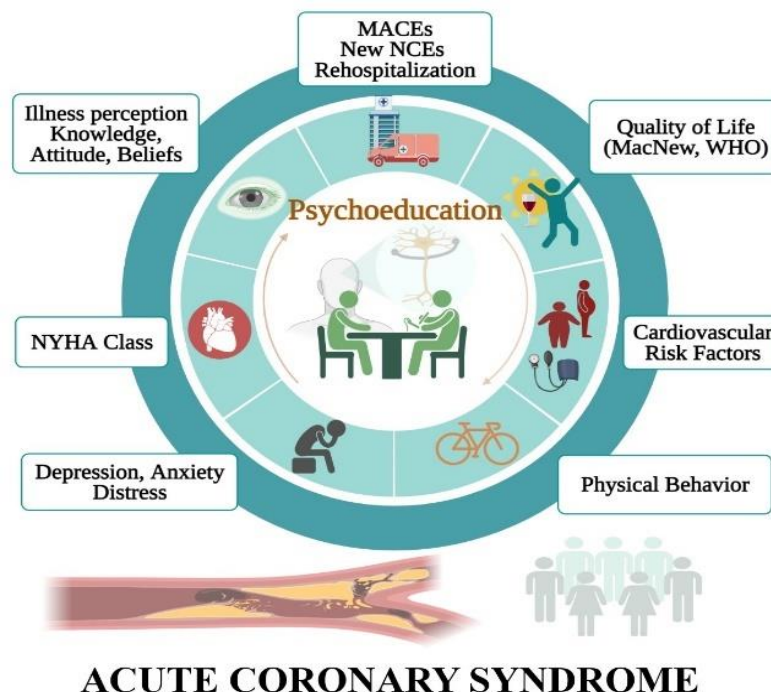 MACEs
New NCEs
Rehospitalization
Illness perception
Knowledge,
Attitude, Beliefs
Quality of Life
(MacNew, WHO)
Psychoeducation
NYHA Class
Cardiovascular
Risk Factors
Depression, Anxiety
Distress
Physical Behavior
ACUTE CORONARY SYNDROME